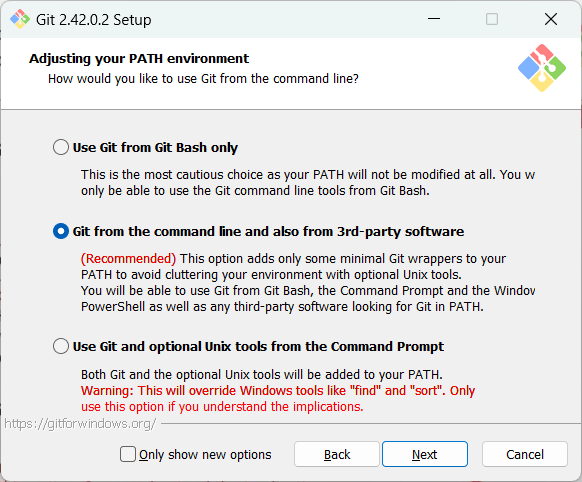 Git 2.42.0.2 Setup
Adjusting your PATH environment
How would you like to use Git from the command line?
Use Git from Git Bash only
This is the most cautious choice as your PATH will not be modified at all. You w
only be able to use the Git command line tools from Git Bash.
Git from the command line and also from 3rd-party software
(Recommended) This option adds only some minimal Git wrappers to your
PATH to avoid cluttering your environment with optional Unix tools.
You will be able to use Git from Git Bash, the Command Prompt and the Window
PowerShell as well as any third-party software looking for Git in PATH.
Use Git and optional Unix tools from the Command Prompt
Both Git and the optional Unix tools will be added to your PATH.
Warning: This will override Windows tools like "find" and "sort". Only
use this option if you understand the implications.
https://gitforwindows.org/
Only show new options
Back
Next
Cancel